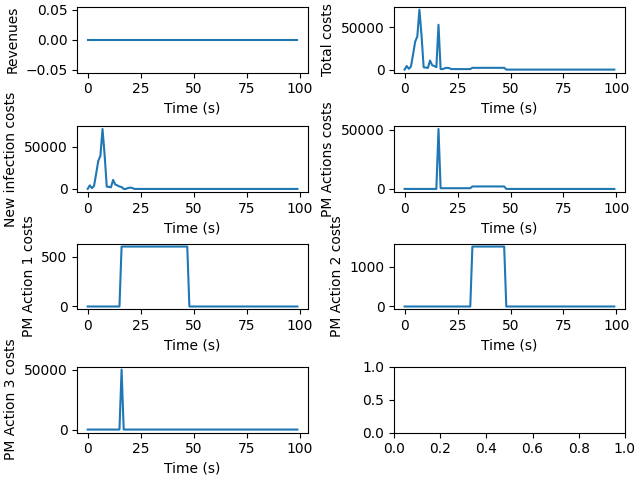 Revenues
0.05
0.00
−0.05
0 25 50 75 100
Time (s)
Total costs
50000
0
0 25 50 75 100
Time (s)
New infection costs
50000
0
0 25 50 75 100
Time (s)
PM Actions costs
50000
0
0 25 50 75 100
Time (s)
PM Action 1 costs
500
0
0 25 50 75 100
Time (s)
PM Action 2 costs
1000
0
0 25 50 75 100
Time (s)
PM Action 3 costs
50000
0
0 25 50 75 100
Time (s)
1.0
0.5
0.0
0.0 0.2 0.4 0.6 0.8 1.0